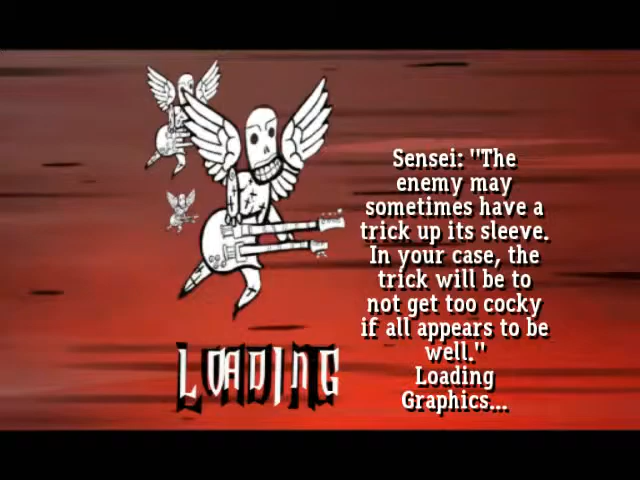 Sensei: "The
enemy may
sometimes have a
trick up its sleeve.
In your case, the
trick will be to
not get too cocky
if all appears to be
well."
Loading
Graphics...
LOADING